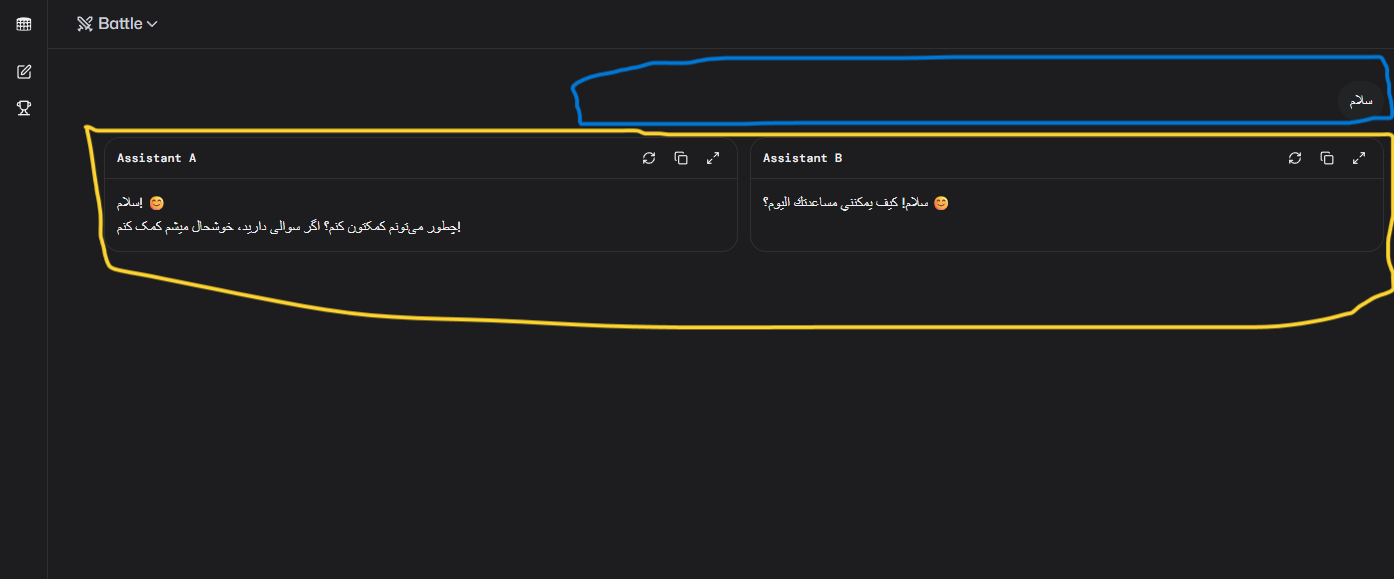 Battle
سلام
Assistant A
سلام! 😊
چطور می‌تونم کمکتون کنم؟ اگر سوالی دارید، خوشحال میشم کمک کنم!
Assistant B
سلام! كيف يمكنني مساعدتك اليوم؟ 😊